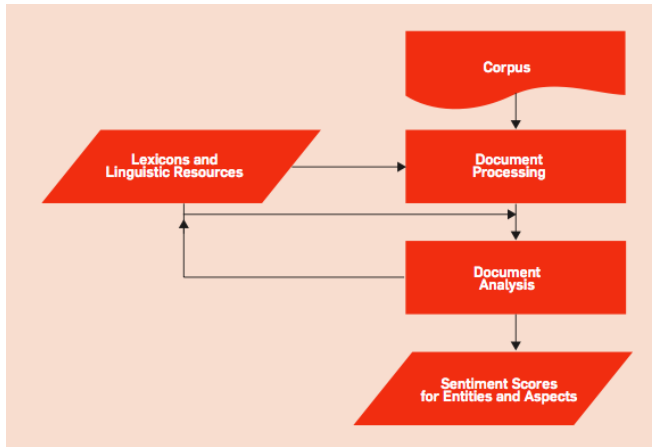 Corpus
Lexicons and
Linguistic Resources
Document
Processing
Document
Analysis
Sentiment Scores
for Entities and Aspects